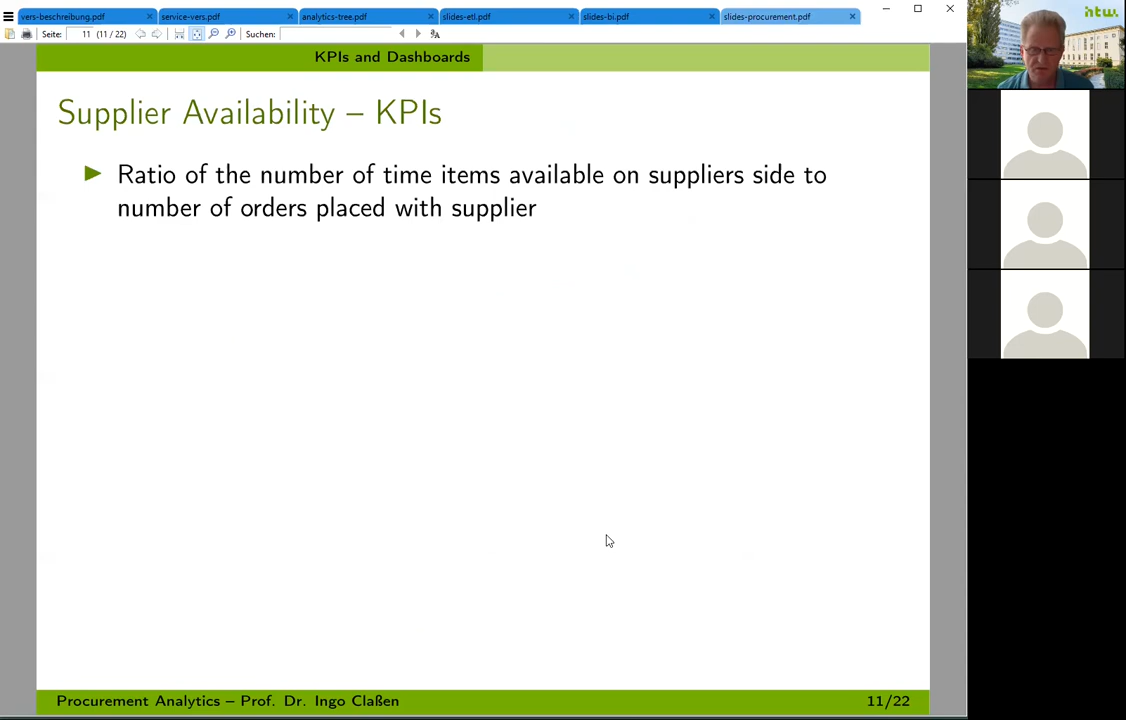 vers-beschreibung.pdf × service-vers.pdf × analytics-tree.pdf × slides-etl.pdf × slides-bi.pdf × slides-procurement.pdf ×
Seite: 11 (11 / 22) Suchen:
KPIs and Dashboards
Supplier Availability – KPIs
Ratio of the number of time items available on suppliers side to
number of orders placed with supplier
Procurement Analytics – Prof. Dr. Ingo Claßen 11/22
htw.